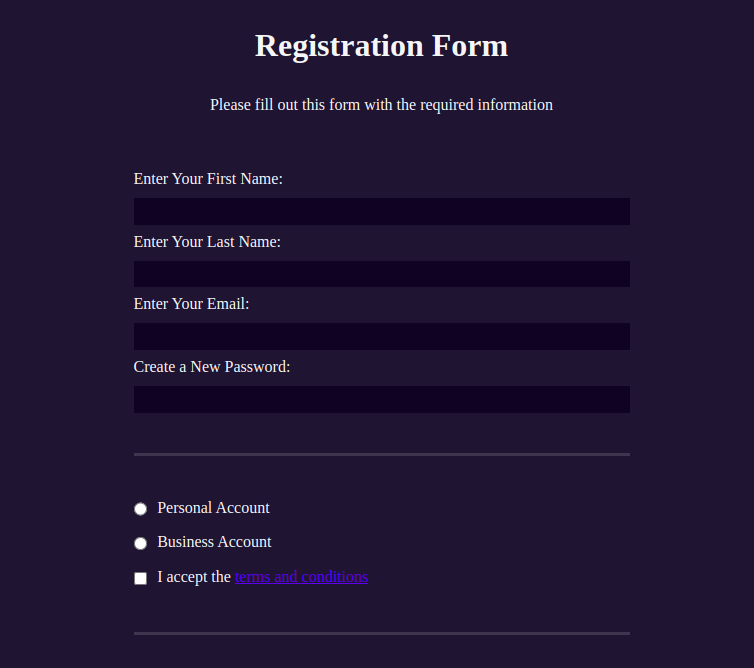 Registration Form
Please fill out this form with the required information
Enter Your First Name:
Enter Your Last Name:
Enter Your Email:
Create a New Password:
Personal Account
Business Account
I accept the terms and conditions